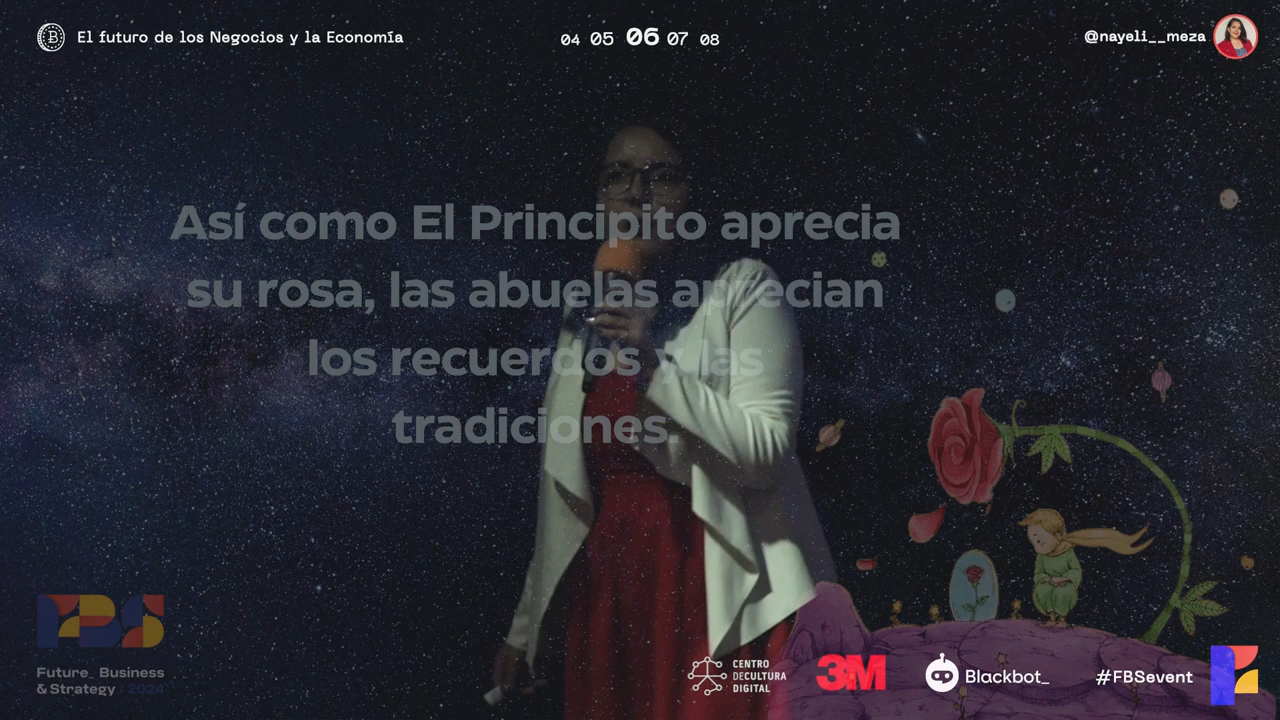 El futuro de los Negocios y la Economía
04 05 06 07 08
@nayeli__meza
Así como El Principito aprecia
su rosa, las abuelas aprecian
los recuerdos y las
tradiciones.
FBS
Future_ Business
& Strategy /2024
CENTRO
DECULTURA
DIGITAL
3M
Blackbot_
#FBSevent